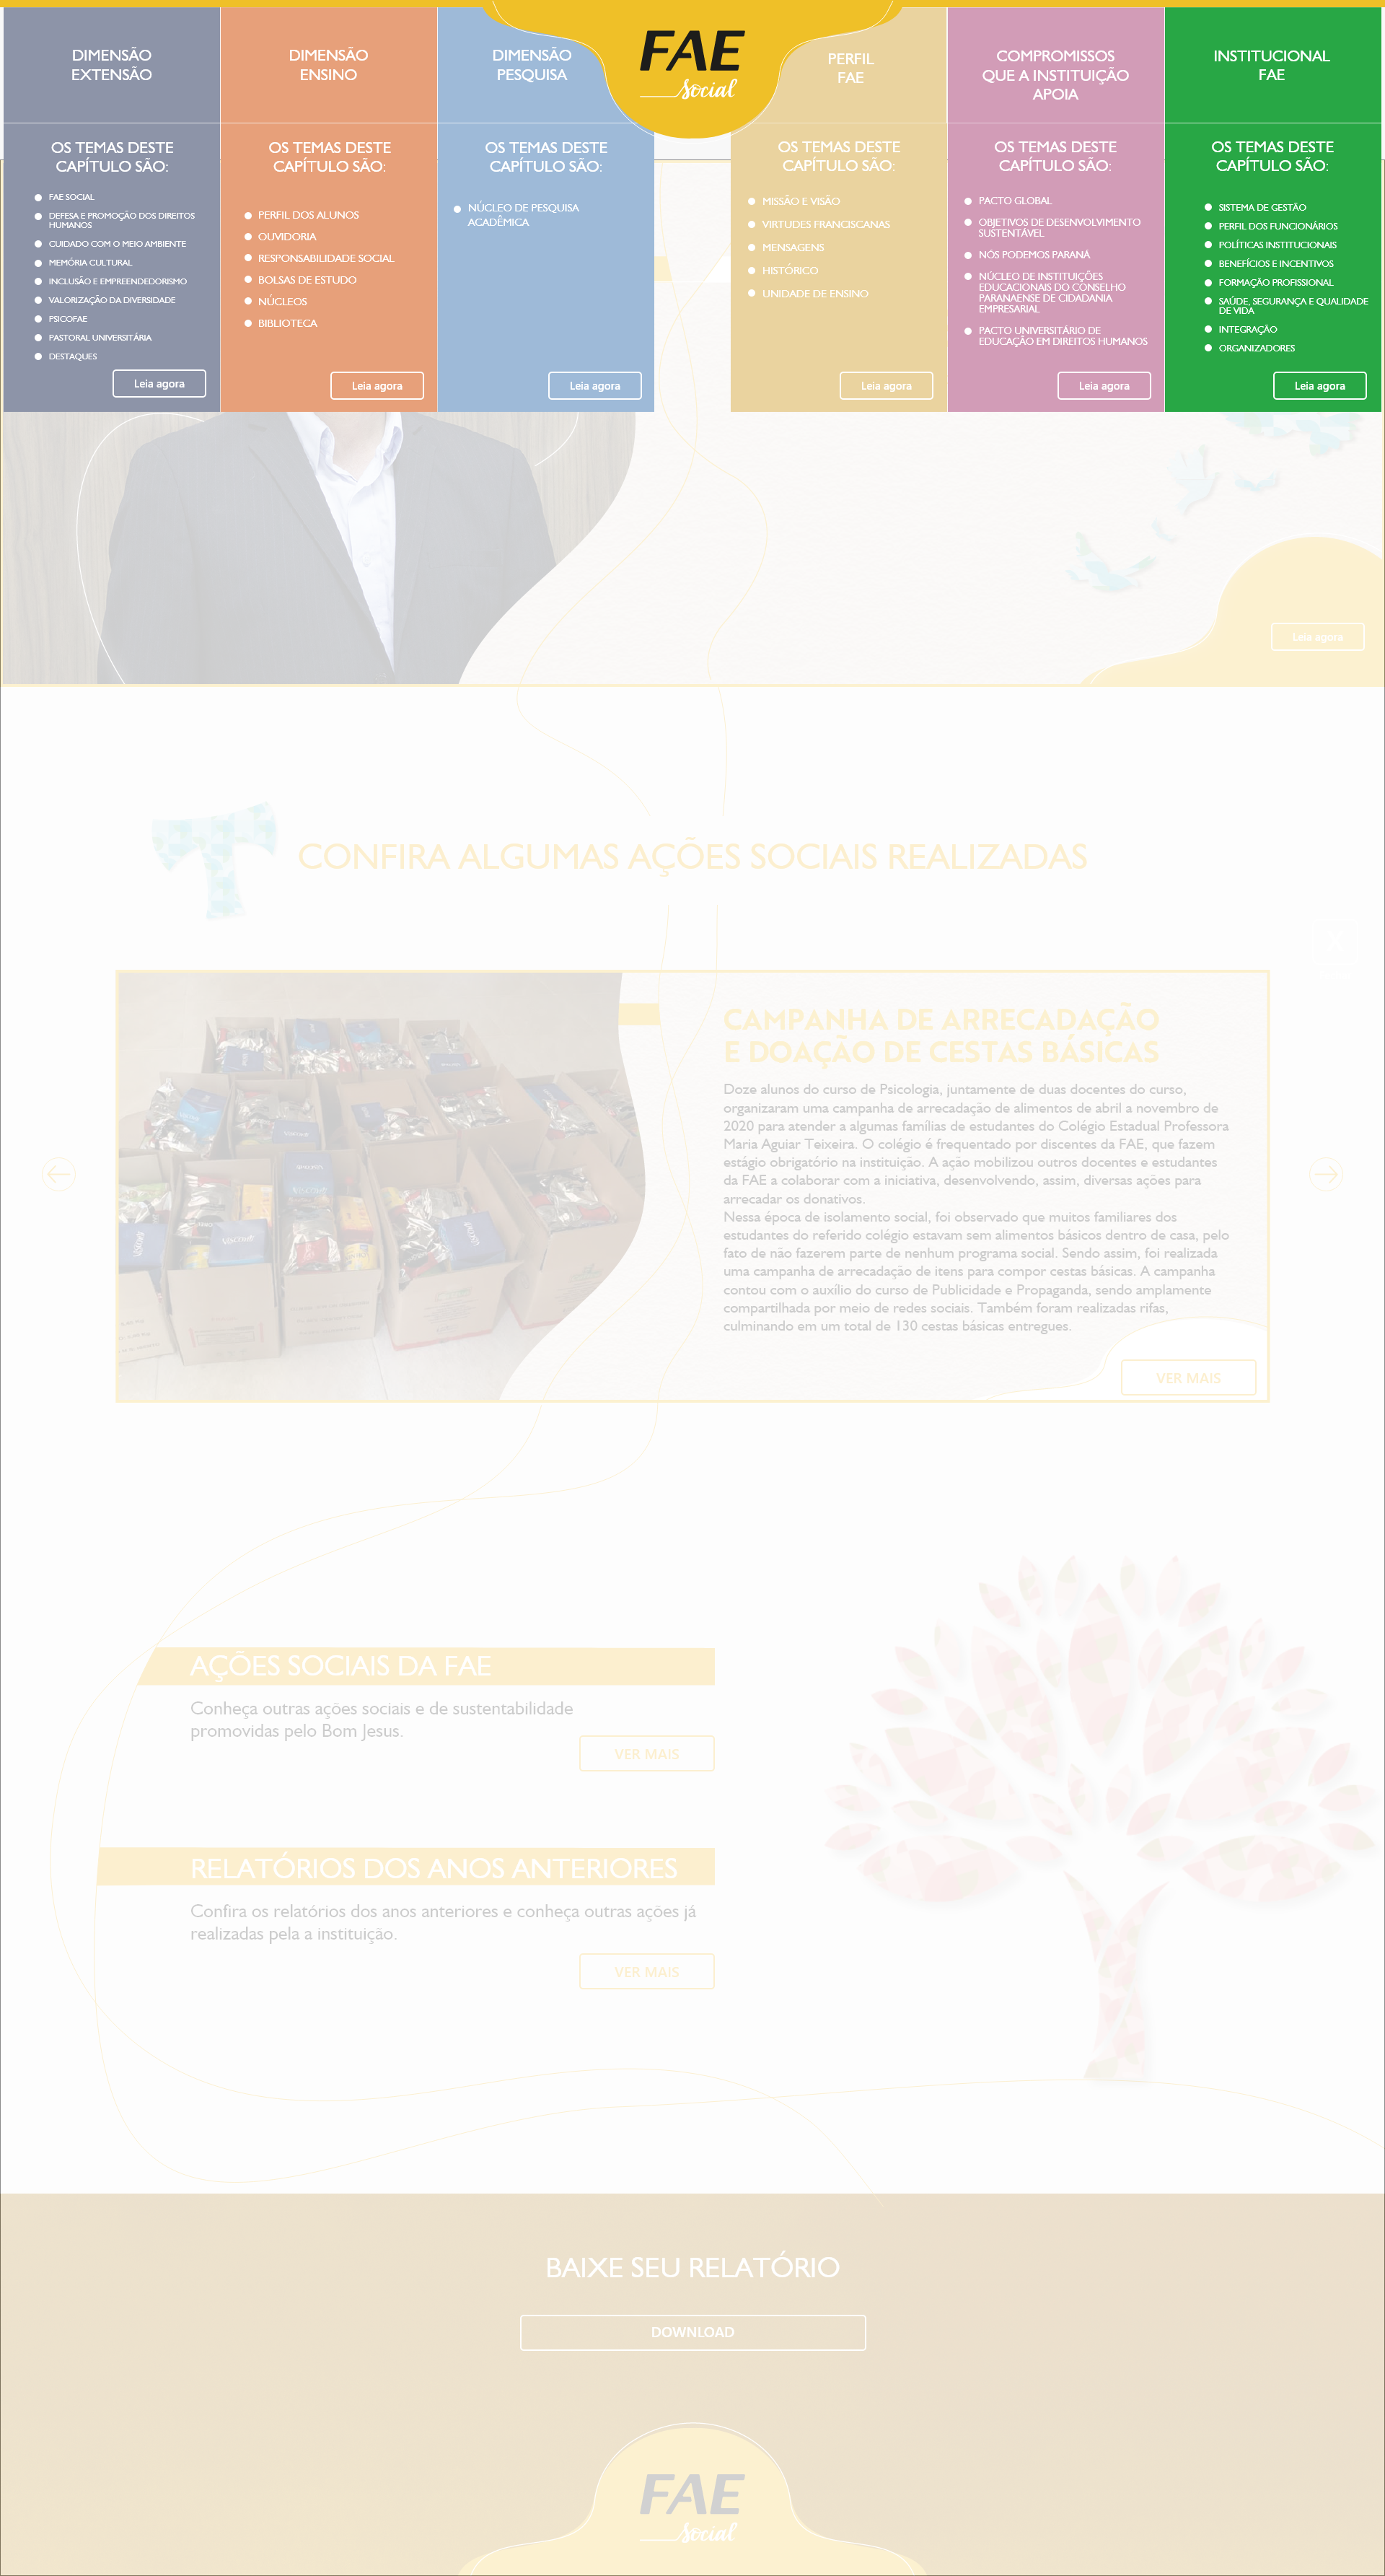 DIMENSÃO
EXTENSÃO
DIMENSÃO
ENSINO
DIMENSÃO
PESQUISA
FAE
social
PERFIL
FAE
COMPROMISSOS
QUE A INSTITUIÇÃO
APOIA
INSTITUCIONAL
FAE
OS TEMAS DESTE
CAPÍTULO SÃO:
FAE SOCIAL
DEFESA E PROMOÇÃO DOS DIREITOS
HUMANOS
CUIDADO COM O MEIO AMBIENTE
MEMÓRIA CULTURAL
INCLUSÃO E EMPREENDEDORISMO
VALORIZAÇÃO DA DIVERSIDADE
PSICOFAE
PASTORAL UNIVERSITÁRIA
DESTAQUES
Leia agora
OS TEMAS DESTE
CAPÍTULO SÃO:
PERFIL DOS ALUNOS
OUVIDORIA
RESPONSABILIDADE SOCIAL
BOLSAS DE ESTUDO
NÚCLEOS
BIBLIOTECA
Leia agora
OS TEMAS DESTE
CAPÍTULO SÃO:
NÚCLEO DE PESQUISA
ACADÊMICA
Leia agora
OS TEMAS DESTE
CAPÍTULO SÃO:
MISSÃO E VISÃO
VIRTUDES FRANCISCANAS
MENSAGENS
HISTÓRICO
UNIDADE DE ENSINO
Leia agora
OS TEMAS DESTE
CAPÍTULO SÃO:
PACTO GLOBAL
OBJETIVOS DE DESENVOLVIMENTO
SUSTENTÁVEL
NÓS PODEMOS PARANÁ
NÚCLEO DE INSTITUIÇÕES
EDUCACIONAIS DO CONSELHO
PARANAENSE DE CIDADANIA
EMPRESARIAL
PACTO UNIVERSITÁRIO DE
EDUCAÇÃO EM DIREITOS HUMANOS
Leia agora
OS TEMAS DESTE
CAPÍTULO SÃO:
SISTEMA DE GESTÃO
PERFIL DOS FUNCIONÁRIOS
POLÍTICAS INSTITUCIONAIS
BENEFÍCIOS E INCENTIVOS
FORMAÇÃO PROFISSIONAL
SAÚDE, SEGURANÇA E QUALIDADE
DE VIDA
INTEGRAÇÃO
ORGANIZADORES
Leia agora
Leia agora
CONFIRA ALGUMAS AÇÕES SOCIAIS REALIZADAS
X
CAMPANHA DE ARRECADAÇÃO
E DOAÇÃO DE CESTAS BÁSICAS
Doze alunos do curso de Psicologia, juntamente de duas docentes do curso,
organizaram uma campanha de arrecadação de alimentos de abril a novembro de
2020 para atender a algumas famílias de estudantes do Colégio Estadual Professora
Maria Aguiar Teixeira. O colégio é frequentado por discentes da FAE, que fazem
estágio obrigatório na instituição. A ação mobilizou outros docentes e estudantes
da FAE a colaborar com a iniciativa, desenvolvendo, assim, diversas ações para
arrecadar os donativos.
Nessa época de isolamento social, foi observado que muitos familiares dos
estudantes do referido colégio estavam sem alimentos básicos dentro de casa, pelo
fato de não fazerem parte de nenhum programa social. Sendo assim, foi realizada
uma campanha de arrecadação de itens para compor cestas básicas. A campanha
contou com o auxílio do curso de Publicidade e Propaganda, sendo amplamente
compartilhada por meio de redes sociais. Também foram realizadas rifas,
culminando em um total de 130 cestas básicas entregues.
VER MAIS
AÇÕES SOCIAIS DA FAE
Conheça outras ações sociais e de sustentabilidade
promovidas pelo Bom Jesus.
VER MAIS
RELATÓRIOS DOS ANOS ANTERIORES
Confira os relatórios dos anos anteriores e conheça outras ações já
realizadas pela a instituição.
VER MAIS
BAIXE SEU RELATÓRIO
DOWNLOAD
FAE
social